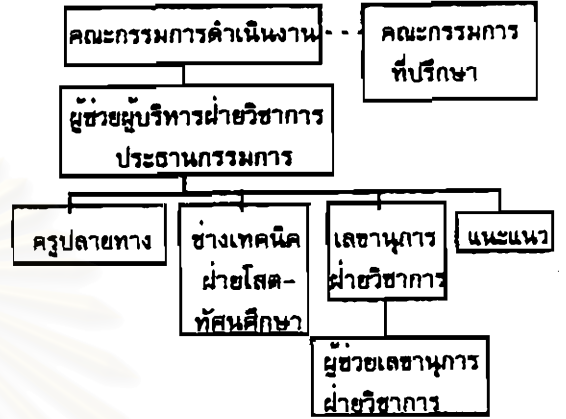 คณะกรรมการดำเนินงาน
คณะกรรมการ
ที่ปรึกษา
ผู้ช่วยผู้บริหารฝ่ายวิชาการ
ประธานกรรมการ
ครูปลายทาง
ช่างเทคนิค
ฝ่ายโสต-
ทัศนศึกษา
เลขานุการ
ฝ่ายวิชาการ
แนะแนว
ผู้ช่วยเลขานุการ
ฝ่ายวิชาการ